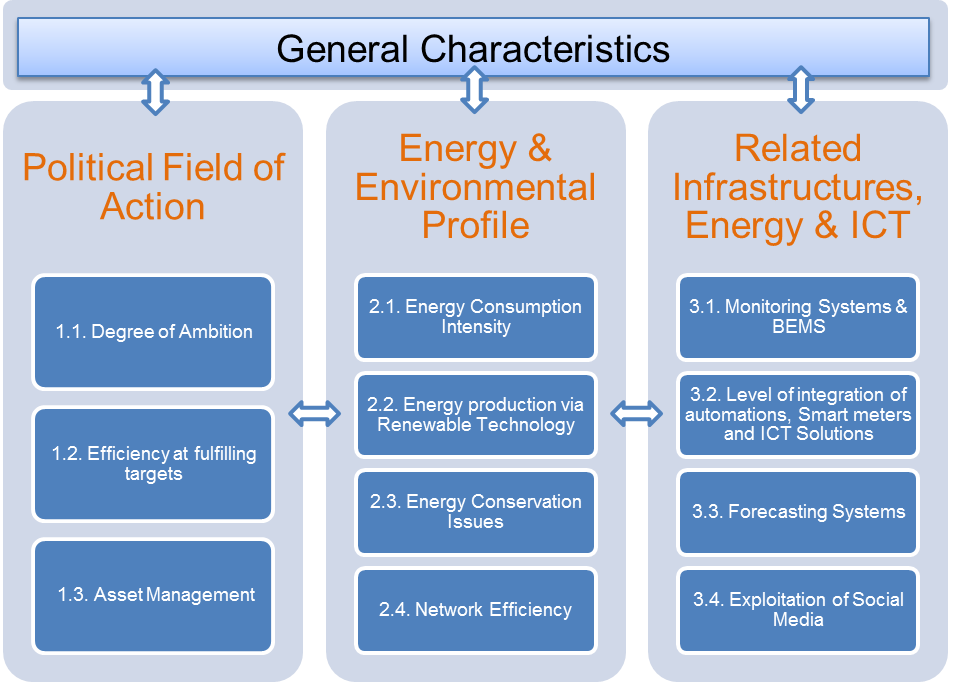 General Characteristics
Political Field of
Action
1.1. Degree of Ambition
1.2. Efficiency at fulfilling
targets
1.3. Asset Management
Energy &
Environmental
Profile
2.1. Energy Consumption
Intensity
2.2. Energy production via
Renewable Technology
2.3. Energy Conservation
Issues
2.4. Network Efficiency
Related
Infrastructures,
Energy & ICT
3.1. Monitoring Systems &
BEMS
3.2. Level of integration of
automations, Smart meters
and ICT Solutions
3.3. Forecasting Systems
3.4. Exploitation of Social
Media